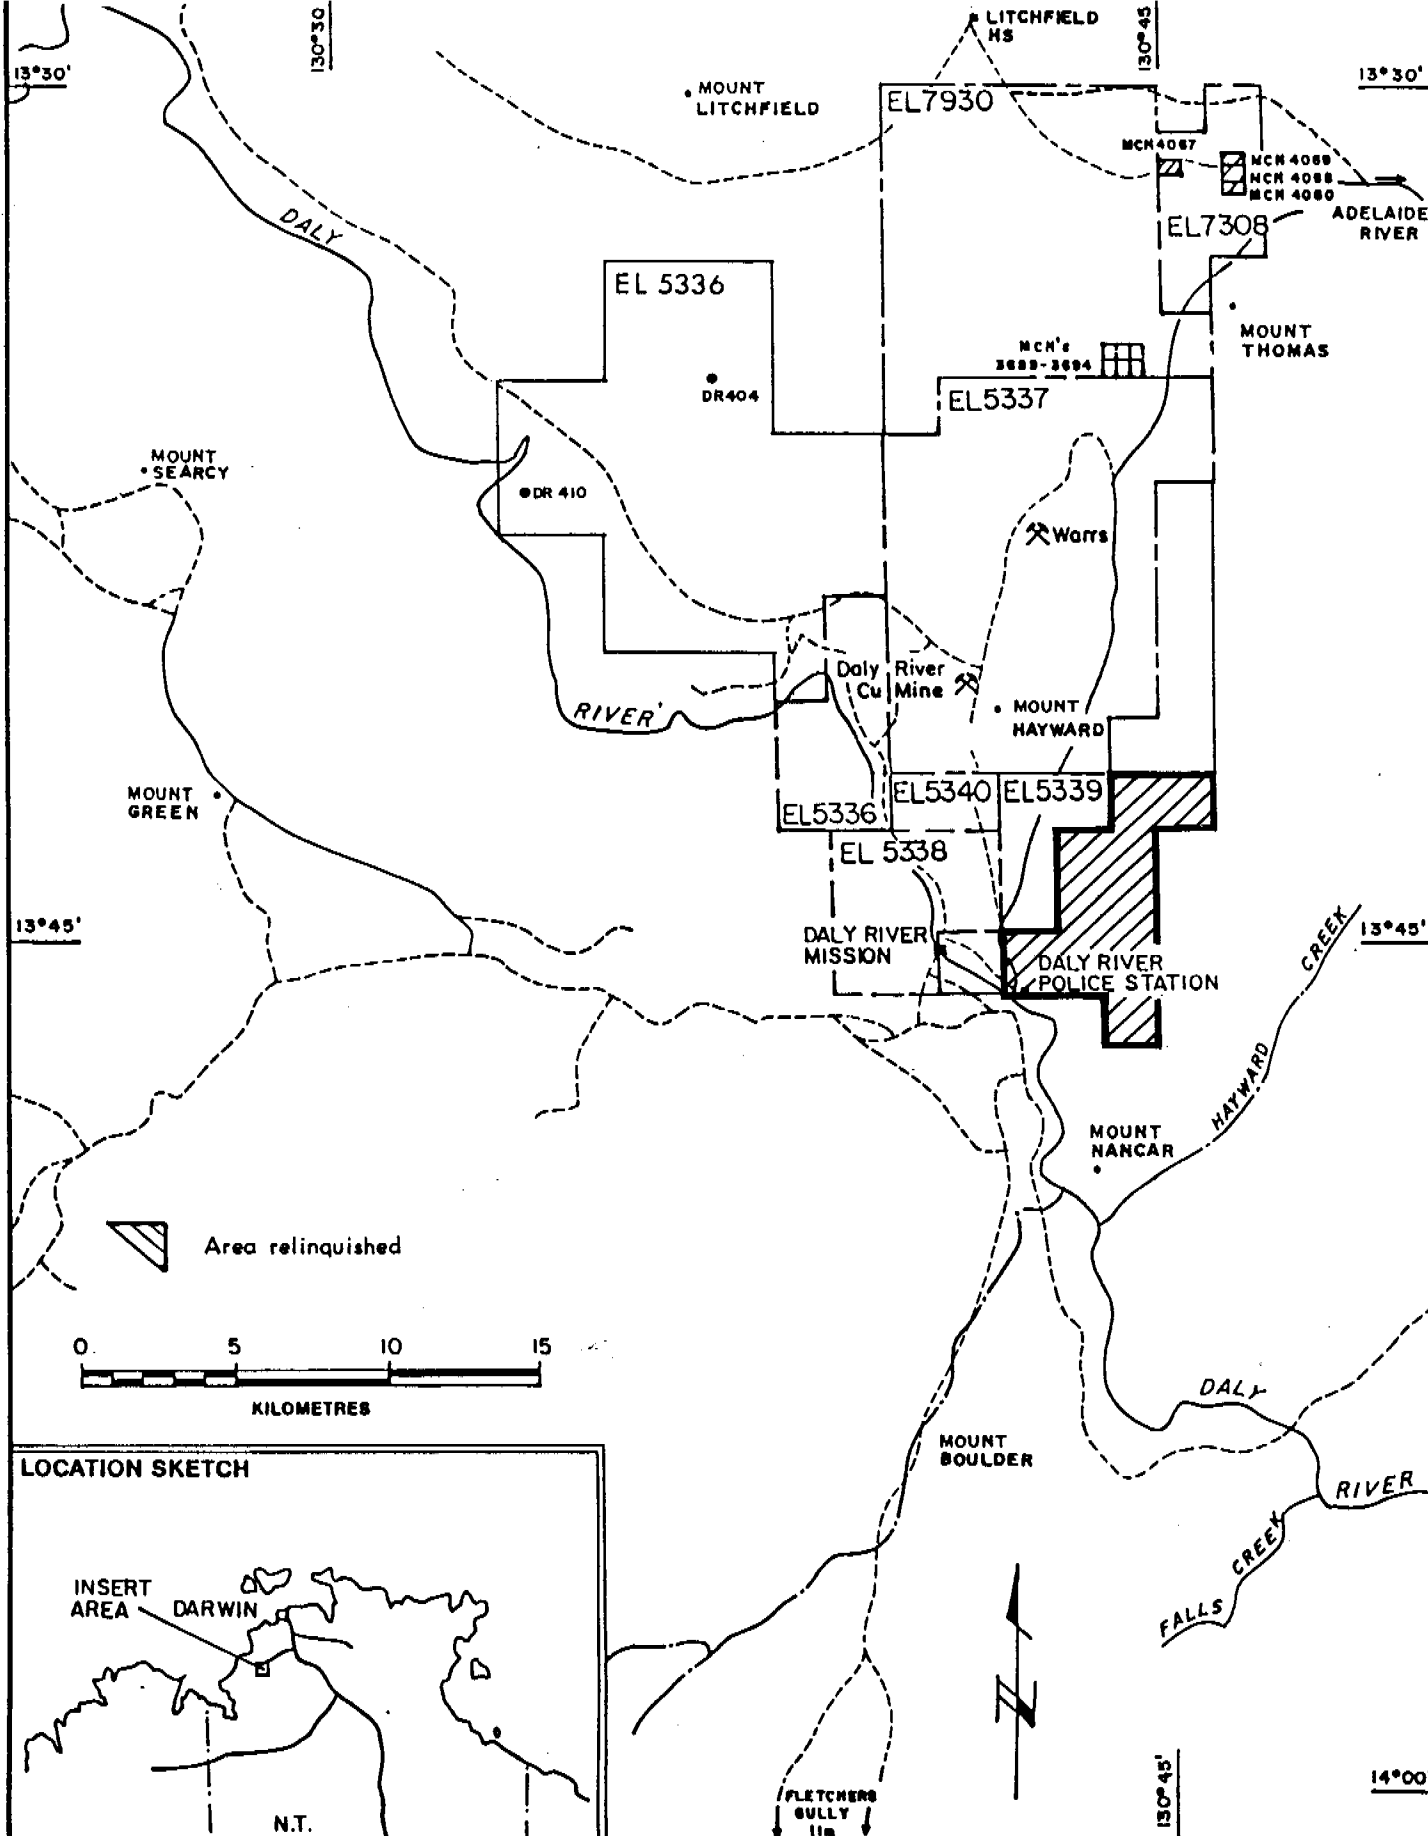 130°30'
LITCHFIELD
HS
130°45'
13°30'
13°30'
MOUNT
LITCHFIELD
EL7930
MCN 4067
MCN 4068
MCN 4060
ADELAIDE
RIVER
EL7308
DALY
EL 5336
MOUNT
THOMAS
MCN's
DR404
EL5337
MOUNT
SEARCY
DR 410
Warrs
Daly River
Cu Mine
RIVER
MOUNT
HAYWARD
MOUNT
GREEN
EL5336
EL5340
EL5339
EL 5338
13°45'
13°45'
DALY RIVER
MISSION
DALY RIVER
POLICE STATION
HAYWARD CREEK
MOUNT
NANCAR
Area relinquished
0 5 10 15
KILOMETRES
DALY
RIVER
MOUNT
BOULDER
FALLS CREEK
LOCATION SKETCH
INSERT
AREA
DARWIN
N.T.
N
FLETCHERS
GULLY
130°45'
14°00'